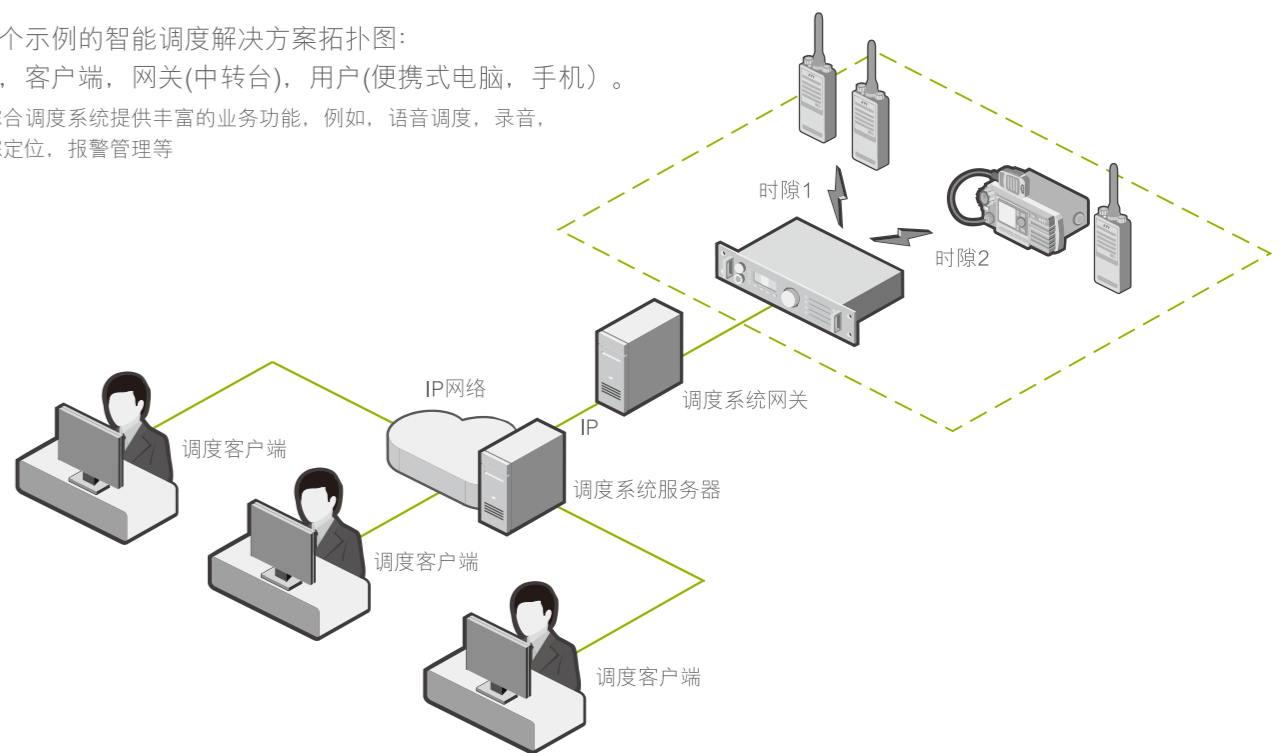 个示例的智能调度解决方案拓扑图:
，客户端，网关(中转台)，用户(便携式电脑，手机）。
合调度系统提供丰富的业务功能，例如，语音调度，录音，
定位，报警管理等
时隙1
时隙2
调度系统网关
IP网络
IP
调度客户端
调度系统服务器
调度客户端
调度客户端